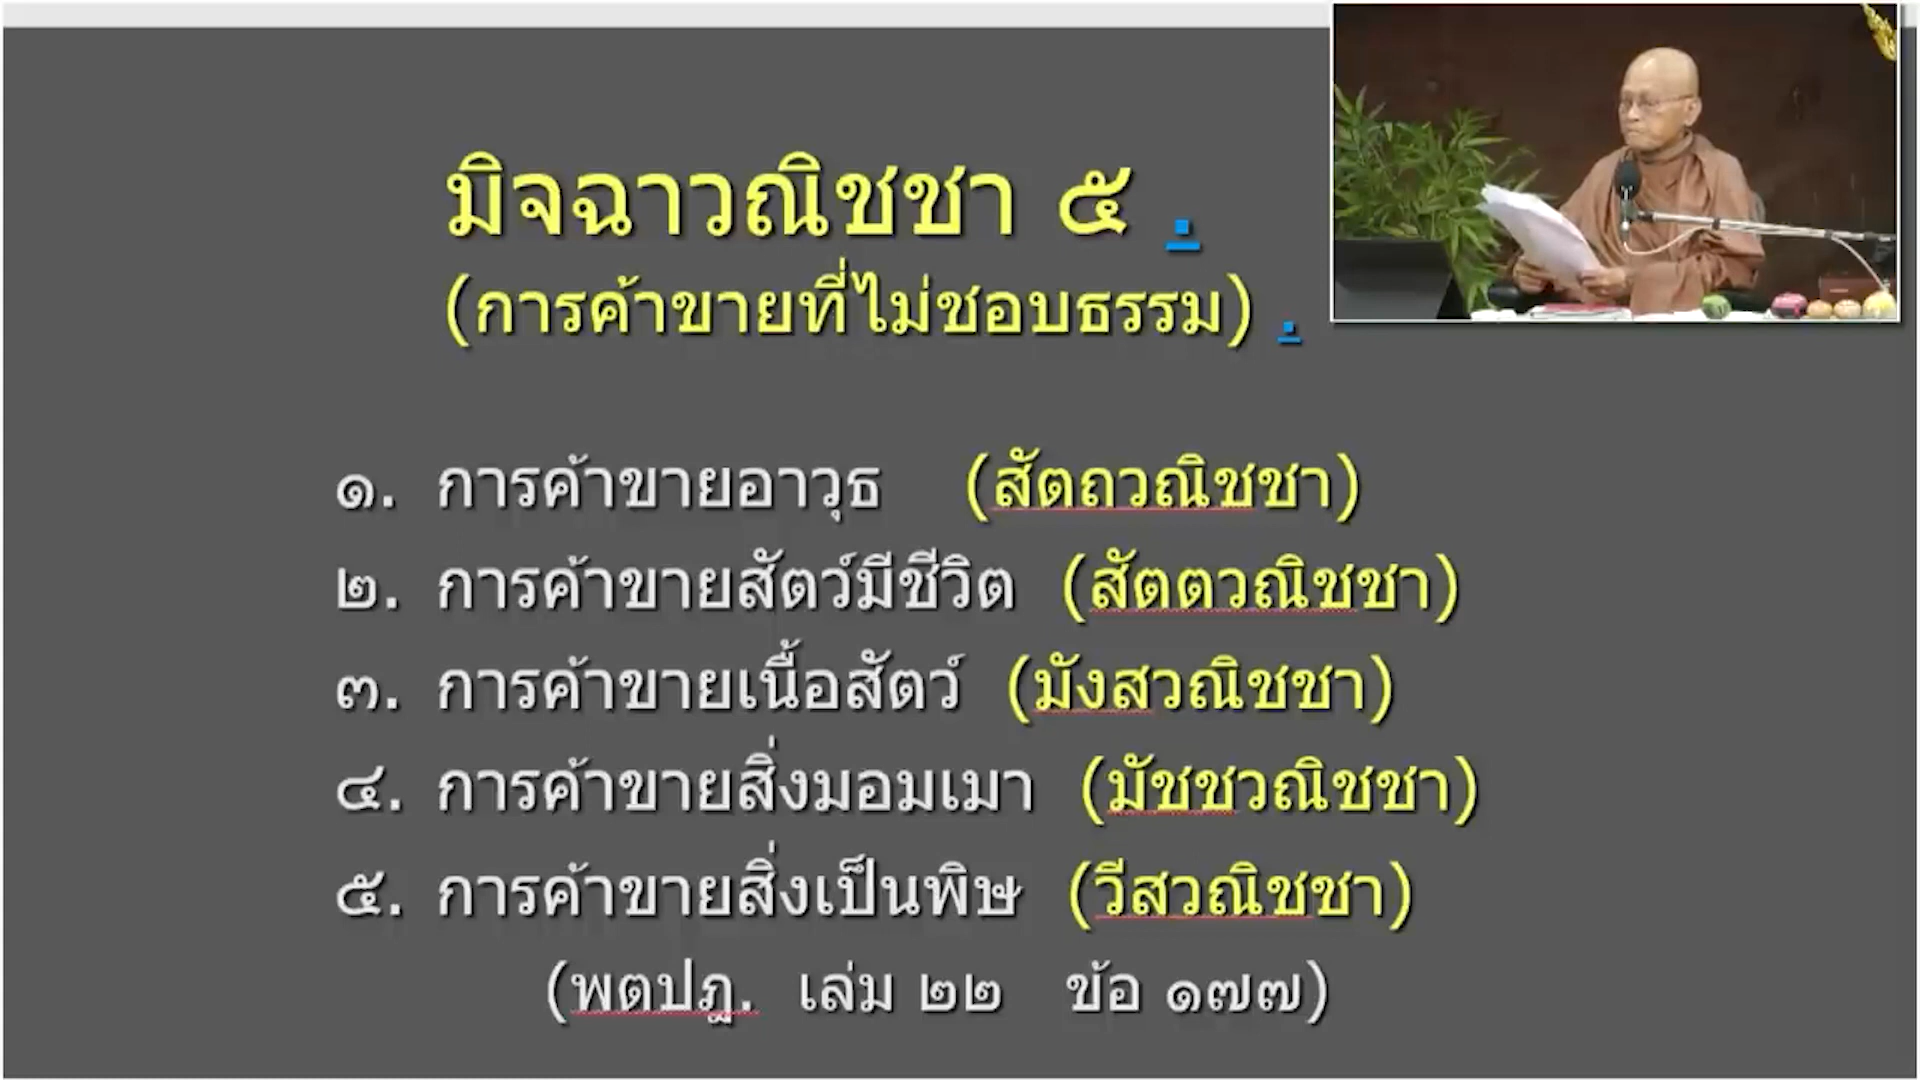 มิจฉาวณิชชา ๕ .
(การค้าขายที่ไม่ชอบธรรม) .
๑. การค้าขายอาวุธ (สัตถวณิชชา)
๒. การค้าขายสัตว์มีชีวิต (สัตตวณิชชา)
๓. การค้าขายเนื้อสัตว์ (มังสวณิชชา)
๔. การค้าขายสิ่งมอมเมา (มัชชวณิชชา)
๕. การค้าขายสิ่งเป็นพิษ (วีสวณิชชา)
(พตปฎ. เล่ม ๒๒ ข้อ ๑๗๗)